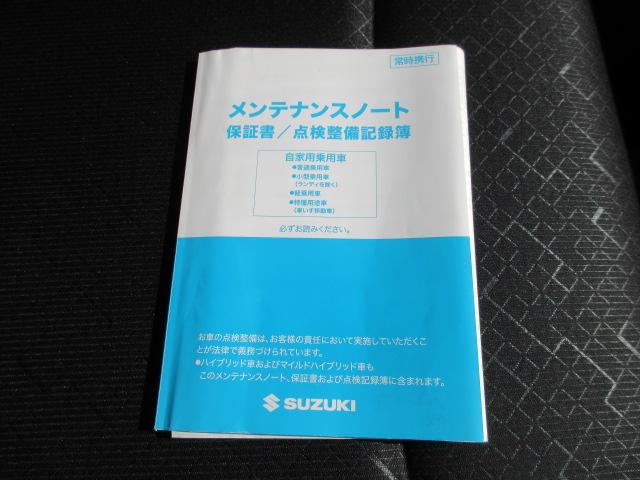 常時携行
メンテナンスノート
保証書/点検整備記録簿
自家用乗用車
●普通乗用車
●小型乗用車
(ランディを除く)
●軽乗用車
●特種用途車
(車いす移動車)
必ずお読みください。
お車の点検整備は、お客様の責任において実施していただくこ
とが法律で義務づけられています。
●ハイブリッド車およびマイルドハイブリッド車も
このメンテナンスノート、保証書および点検記録簿に含まれます。
SUZUKI